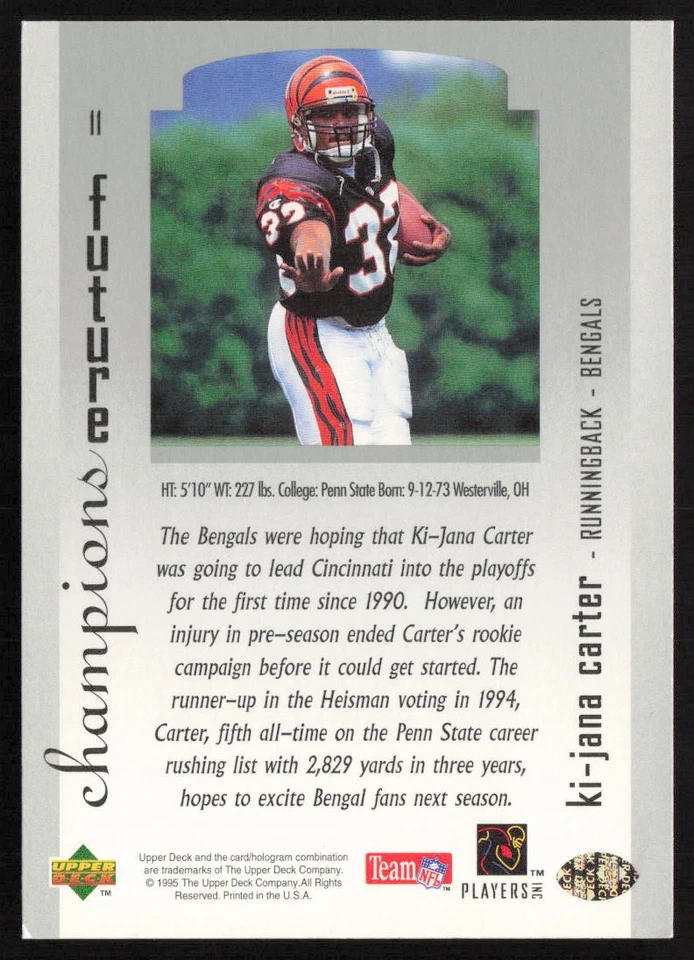 champions future 11
Riddell
32
32
HT: 5'10" WT: 227 lbs. College: Penn State Born: 9-12-73 Westerville, OH
The Bengals were hoping that Ki-Jana Carter
was going to lead Cincinnati into the playoffs
for the first time since 1990. However, an
injury in pre-season ended Carter's rookie
campaign before it could get started. The
runner-up in the Heisman voting in 1994,
Carter, fifth all-time on the Penn State career
rushing list with 2,829 yards in three years,
hopes to excite Bengal fans next season.
ki-jana carter - RUNNINGBACK - BENGALS
UPPER
DECK
TM
Upper Deck and the card/hologram combination
are trademarks of The Upper Deck Company.
© 1995 The Upper Deck Company.All Rights
Reserved. Printed in the U.S.A.
Team NFL TM
PLAYERS INC TM